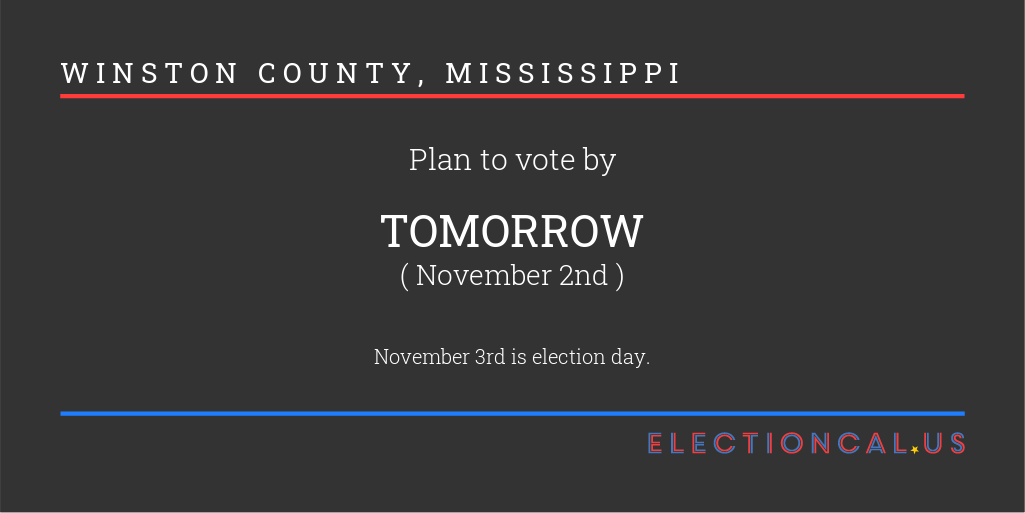 WINSTON COUNTY, MISSISSIPPI
Plan to vote by
TOMORROW
( November 2nd )
November 3rd is election day.
ELECTIONCAL.US